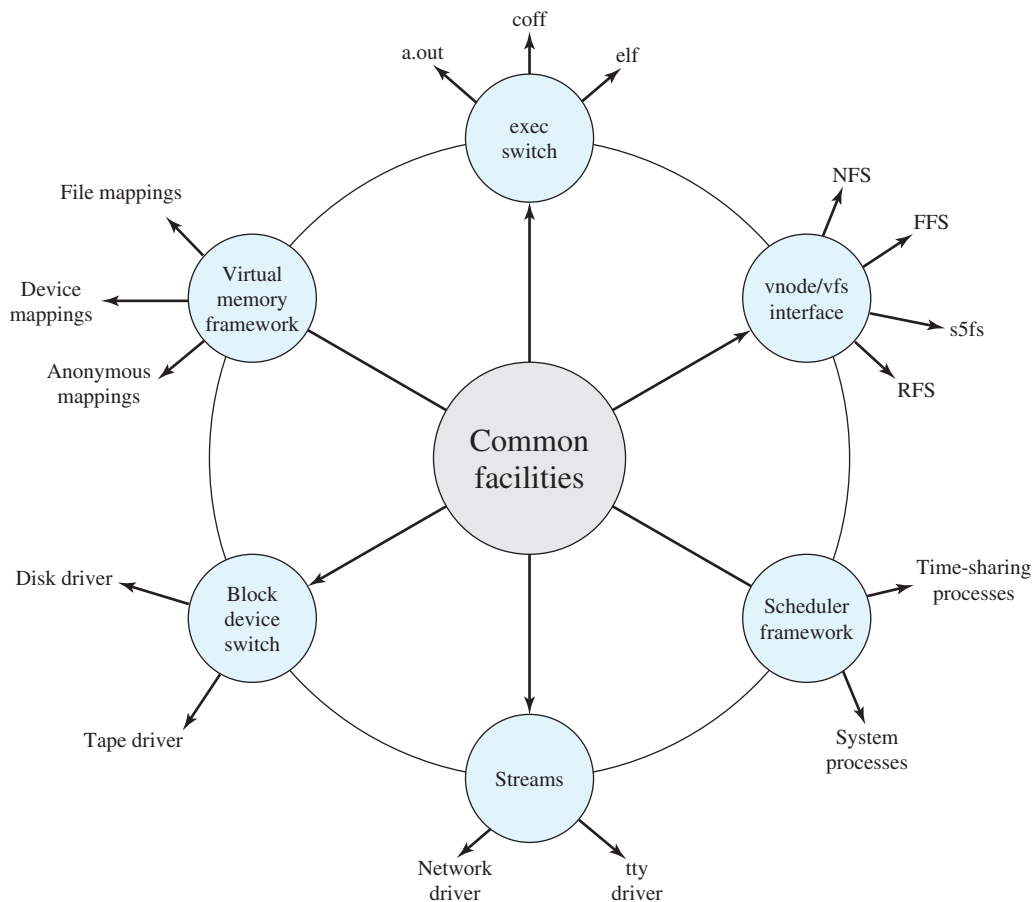 coff
a.out
elf
exec
switch
File mappings
NFS
FFS
Virtual
memory
framework
vnode/vfs
interface
Device
mappings
s5fs
Anonymous
mappings
RFS
Common
facilities
Disk driver
Block
device
switch
Scheduler
framework
Time-sharing
processes
Tape driver
System
processes
Streams
Network
driver
tty
driver